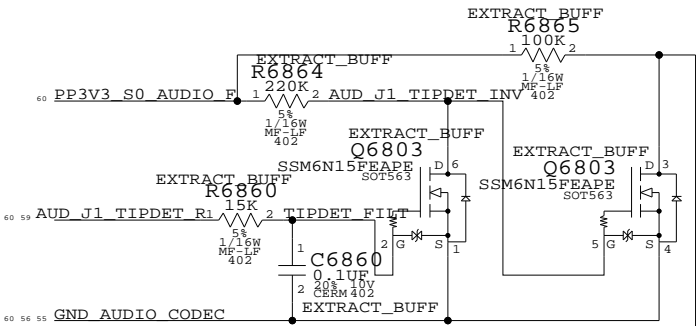 EXTRACT_BUFF
R6865
100K
1 2
5%
1/16W
MF-LF
402
EXTRACT_BUFF
R6864
220K
60 PP3V3_S0_AUDIO_F 1 2 AUD_J1_TIPDET_INV
5%
1/16W
MF-LF
402
EXTRACT_BUFF
Q6803
SSM6N15FEAPE
SOT563
D 6
2 G S 1
EXTRACT_BUFF
Q6803
SSM6N15FEAPE
SOT563
D 3
5 G S 4
EXTRACT_BUFF
R6860
15K
60 59 AUD_J1_TIPDET_R 1 2 TIPDET_FILT
5%
1/16W
MF-LF
402
1
C6860
0.1UF
2 20% 10V
CERM 402
EXTRACT_BUFF
60 56 55 GND_AUDIO_CODEC